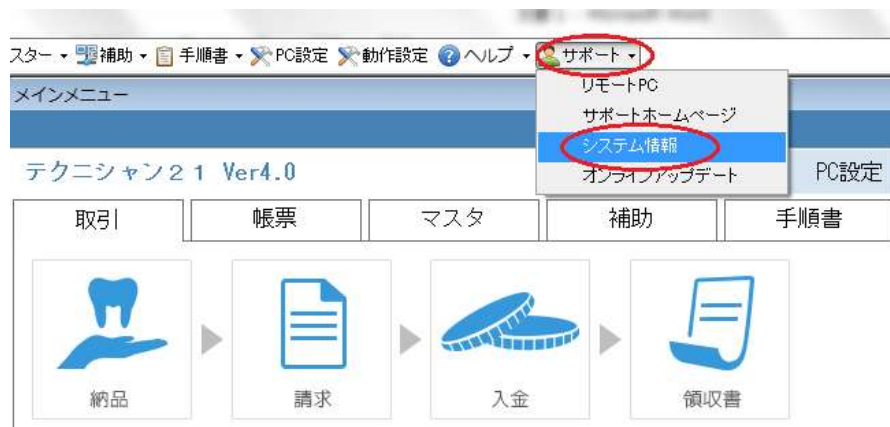 スター 補助 手順書 PC設定 動作設定 ヘルプ サポート
メインメニュー
リモートPC
サポートホームページ
システム情報
オンラインアップデート
テクニシャン21 Ver4.0
PC設定
取引 帳票 マスタ 補助 手順書
納品 請求 入金 領収書